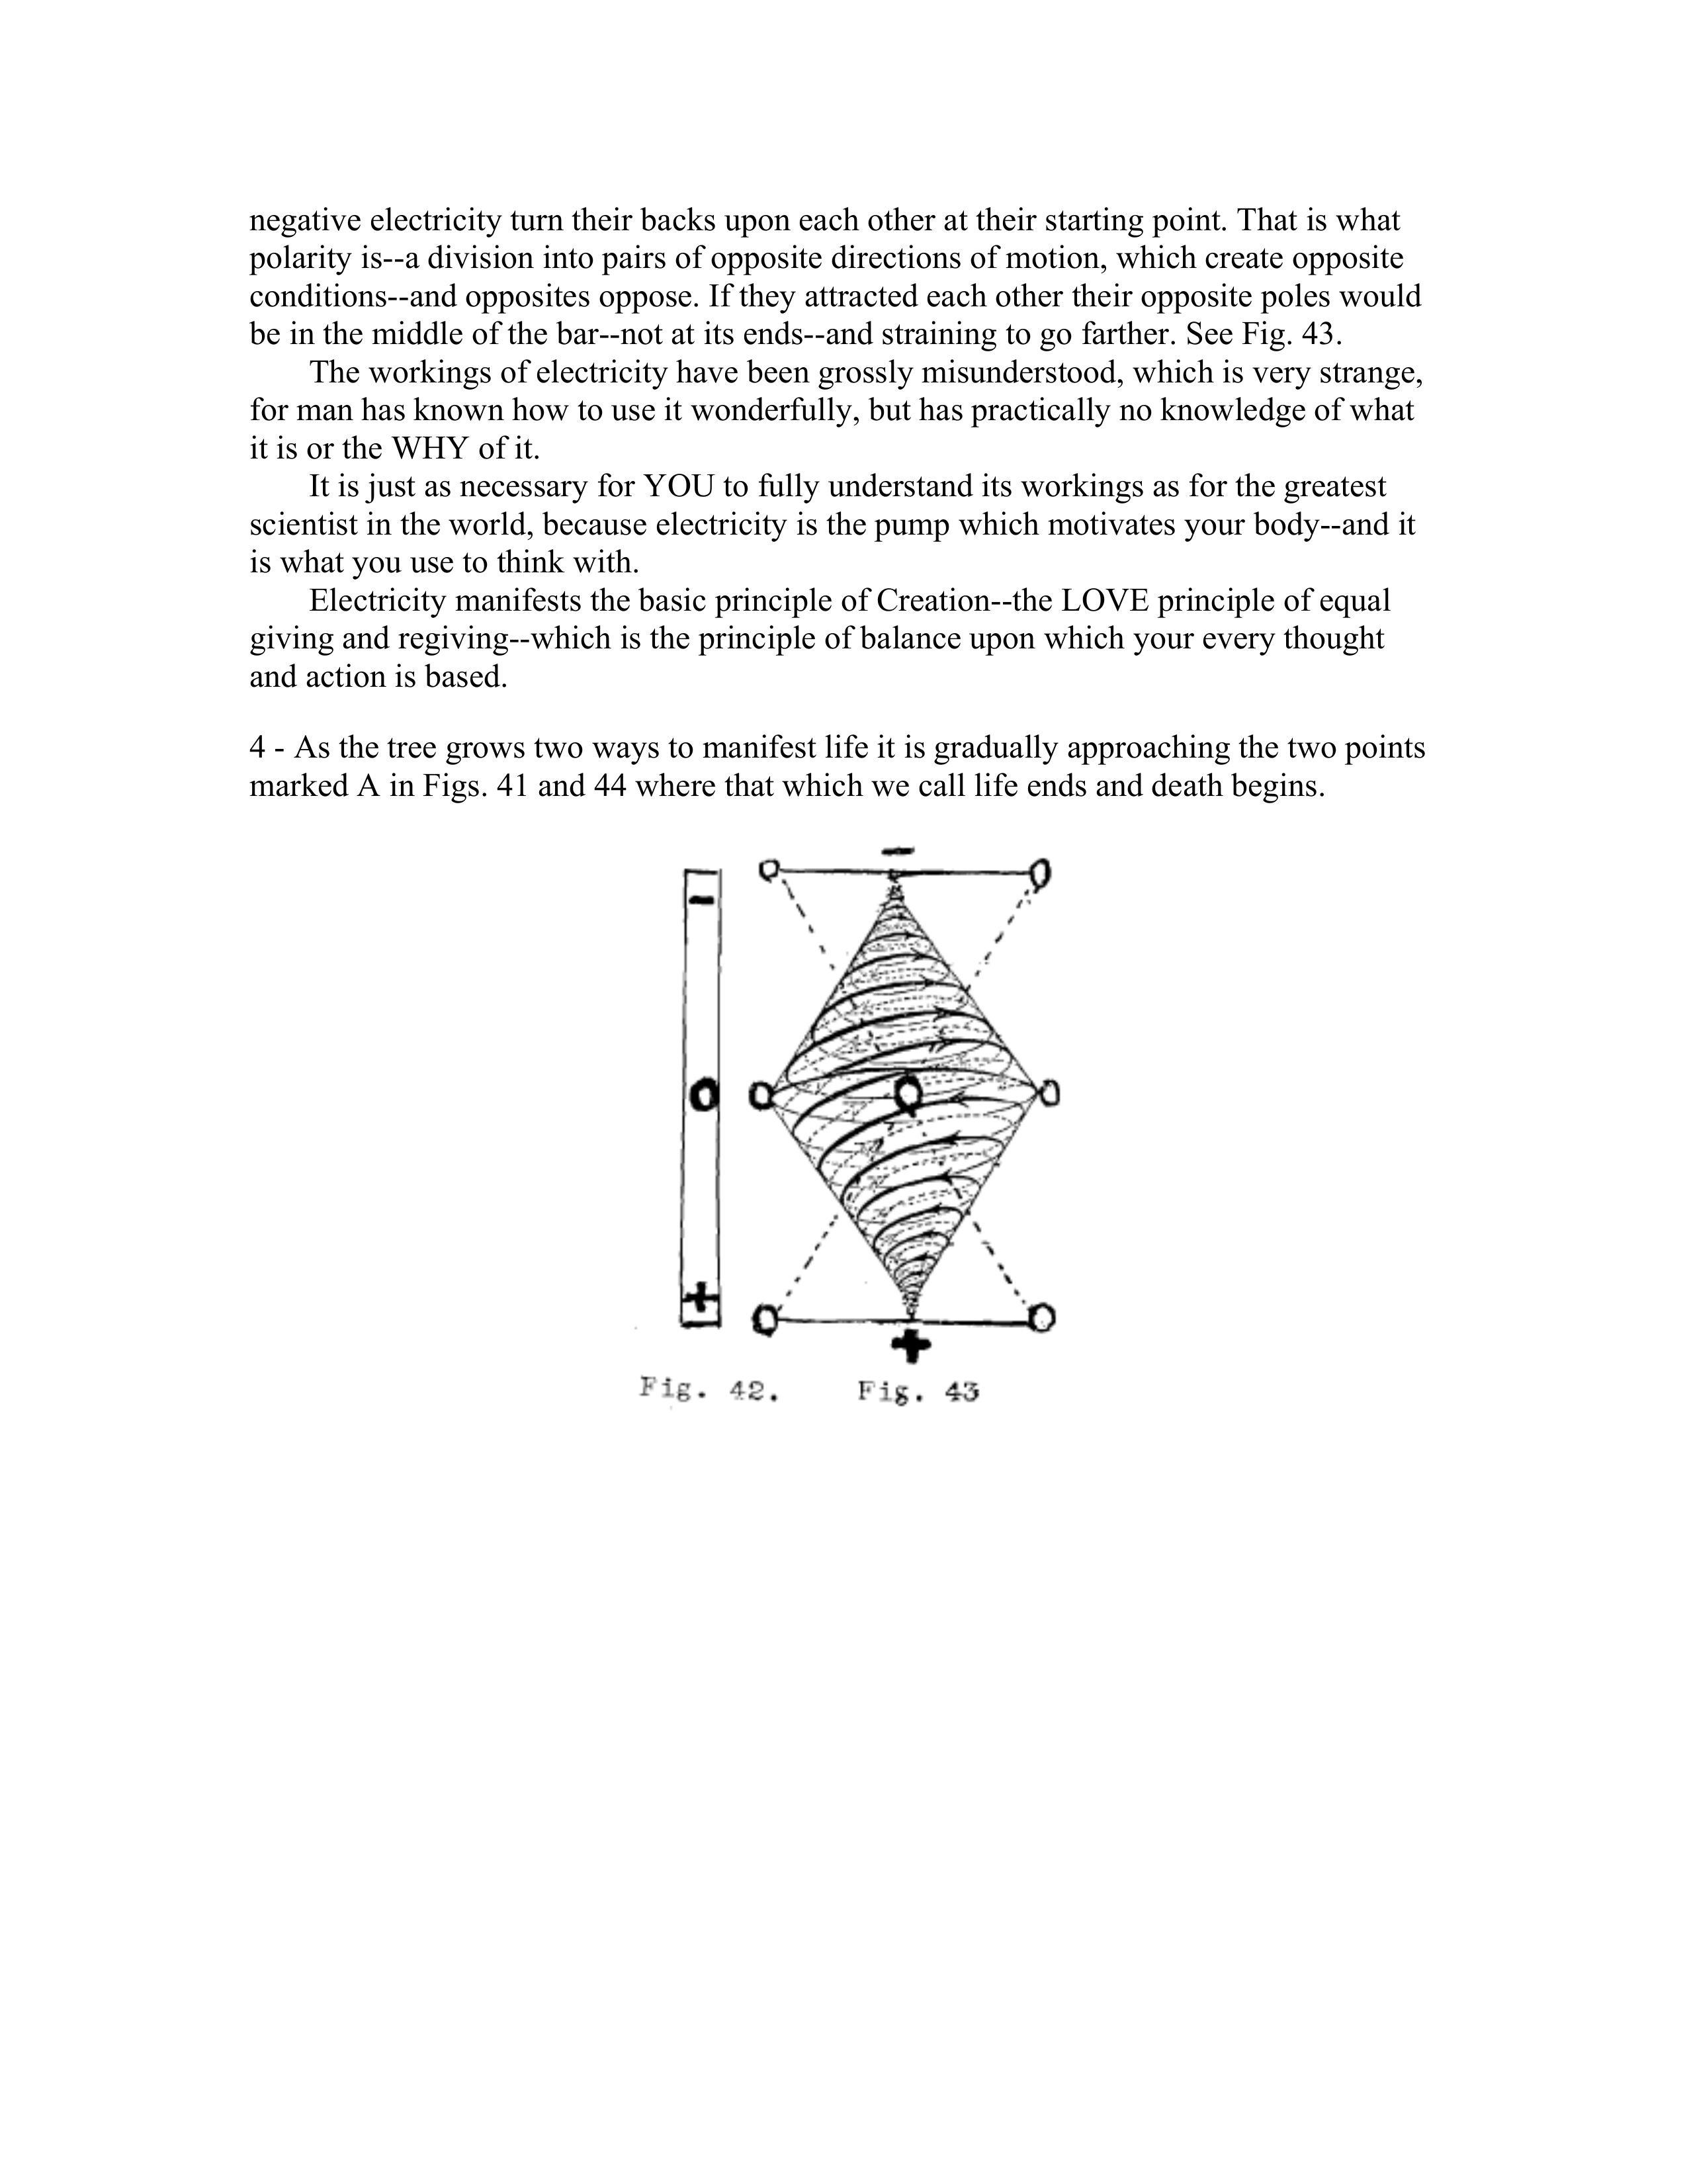 negative electricity turn their backs upon each other at their starting point. That is what
polarity is--a division into pairs of opposite directions of motion, which create opposite
conditions--and opposites oppose. If they attracted each other their opposite poles would
be in the middle of the bar--not at its ends--and straining to go farther. See Fig. 43.
The workings of electricity have been grossly misunderstood, which is very strange,
for man has known how to use it wonderfully, but has practically no knowledge of what
it is or the WHY of it.
It is just as necessary for YOU to fully understand its workings as for the greatest
scientist in the world, because electricity is the pump which motivates your body--and it
is what you use to think with.
Electricity manifests the basic principle of Creation--the LOVE principle of equal
giving and regiving--which is the principle of balance upon which your every thought
and action is based.
4 - As the tree grows two ways to manifest life it is gradually approaching the two points
marked A in Figs. 41 and 44 where that which we call life ends and death begins.
-
- O O
O O O O
+ O O
+
Fig. 42. Fig. 43